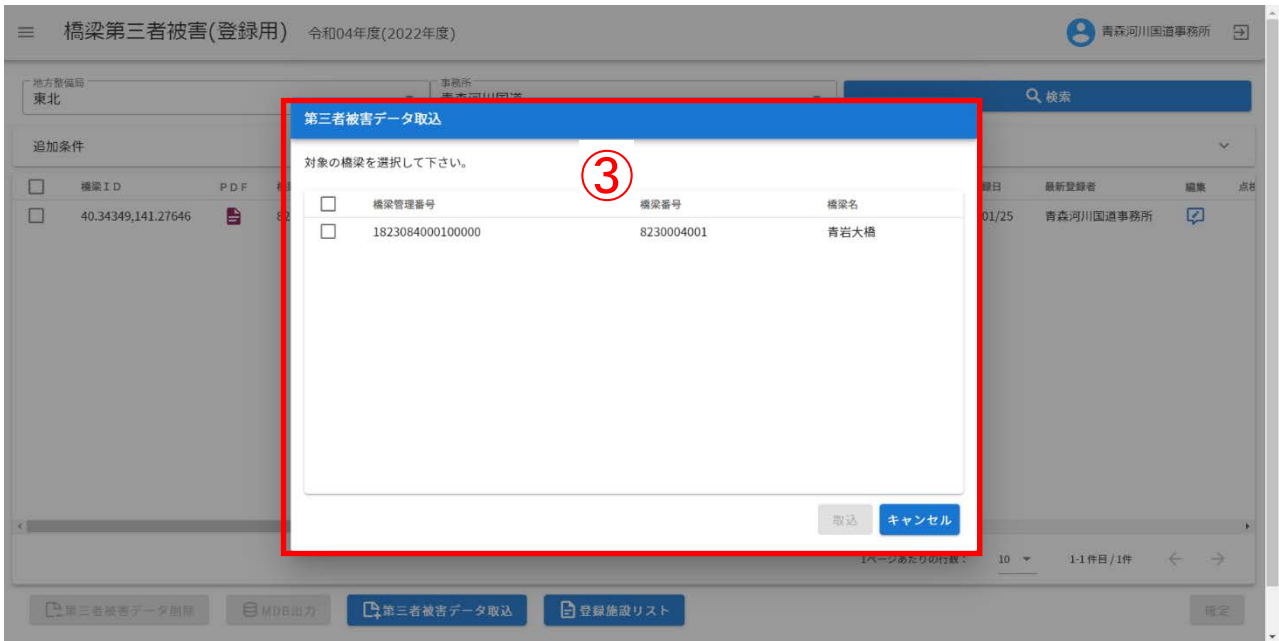 橋梁第三者被害(登録用) 令和04年度(2022年度) 青森河川国道事務所
地方整備局 事務所
東北 検索
第三者被害データ取込
追加条件
対象の橋梁を選択して下さい。
③
橋梁ID PDF 最新登録者 編集
橋梁管理番号 橋梁番号 橋梁名
40.34349,141.27646 01/25 青森河川国道事務所
1823084000100000 8230004001 青岩大橋
取込 キャンセル
1ページあたりの行数: 10 1-1 件目 / 1件
第三者被害データ削除 MDB出力 第三者被害データ取込 登録施設リスト 確定